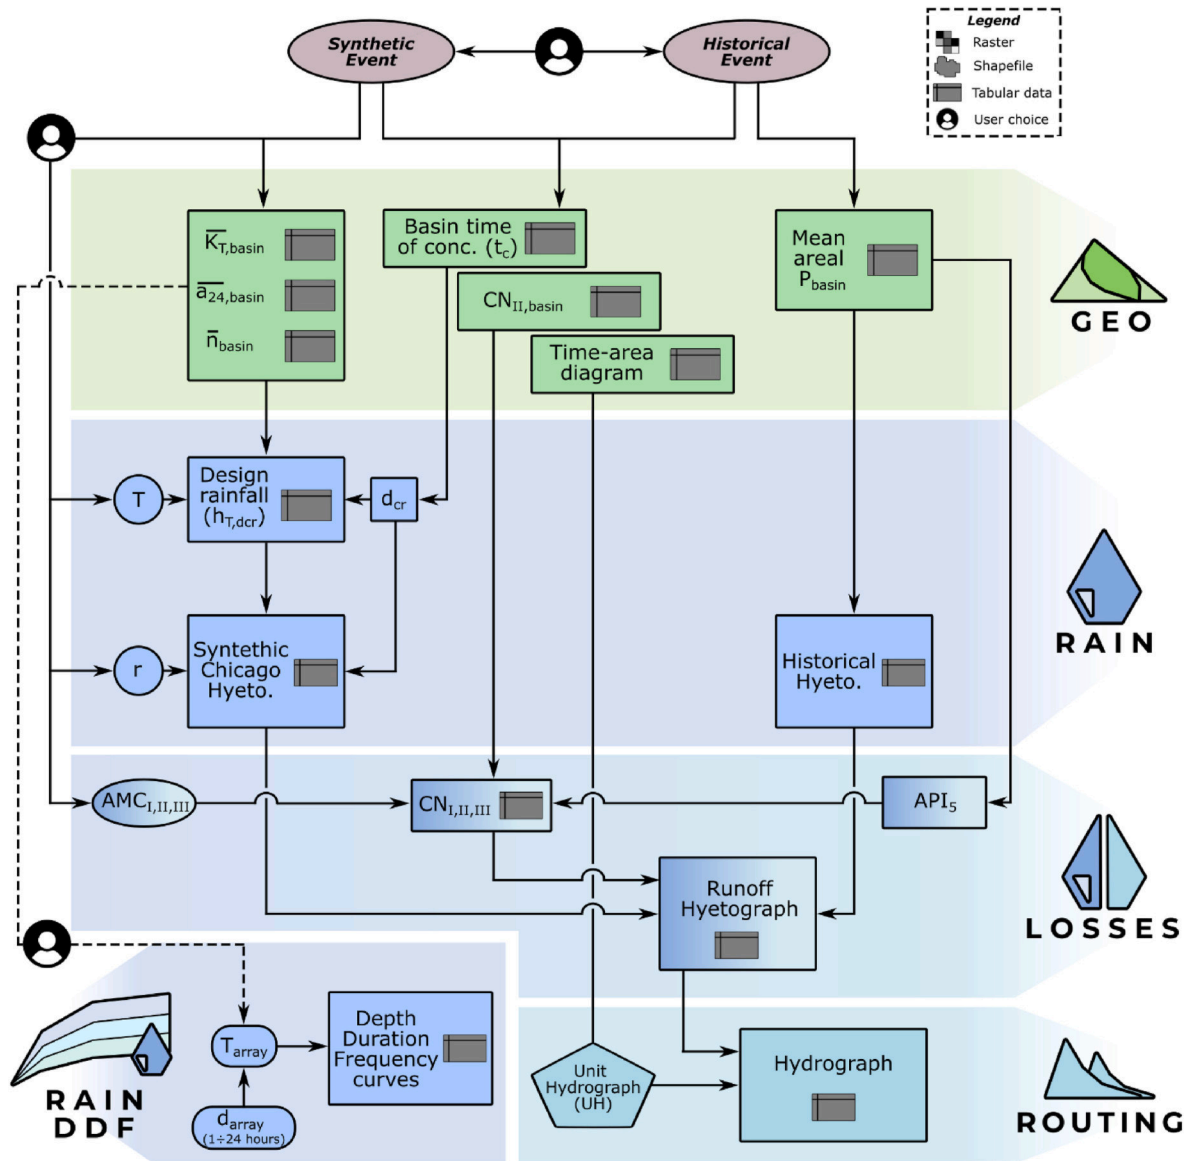 Synthetic
Event
Historical
Event
Legend
Raster
Shapefile
Tabular data
User choice
K̅T,basin
a̅24,basin
n̅basin
Basin time
of conc. (tc)
CNII,basin
Time-area
diagram
Mean
areal
Pbasin
GEO
T
Design
rainfall
(hT,dcr)
dcr
r
Syntethic
Chicago
Hyeto.
Historical
Hyeto.
RAIN
AMCI,II,III
CNI,II,III
API5
Runoff
Hyetograph
LOSSES
RAIN
DDF
Tarray
darray
(1÷24 hours)
Depth
Duration
Frequency
curves
Unit
Hydrograph
(UH)
Hydrograph
ROUTING